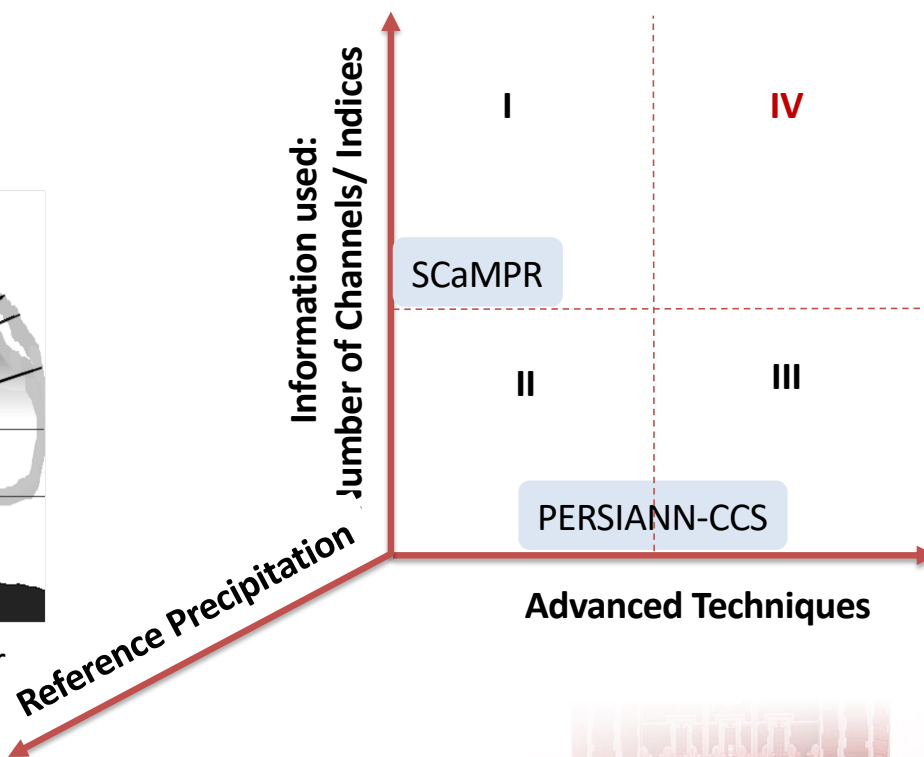 I
IV
Information used:
Number of Channels/ Indices
SCaMPR
II
III
PERSIANN-CCS
Reference Precipitation
Advanced Techniques